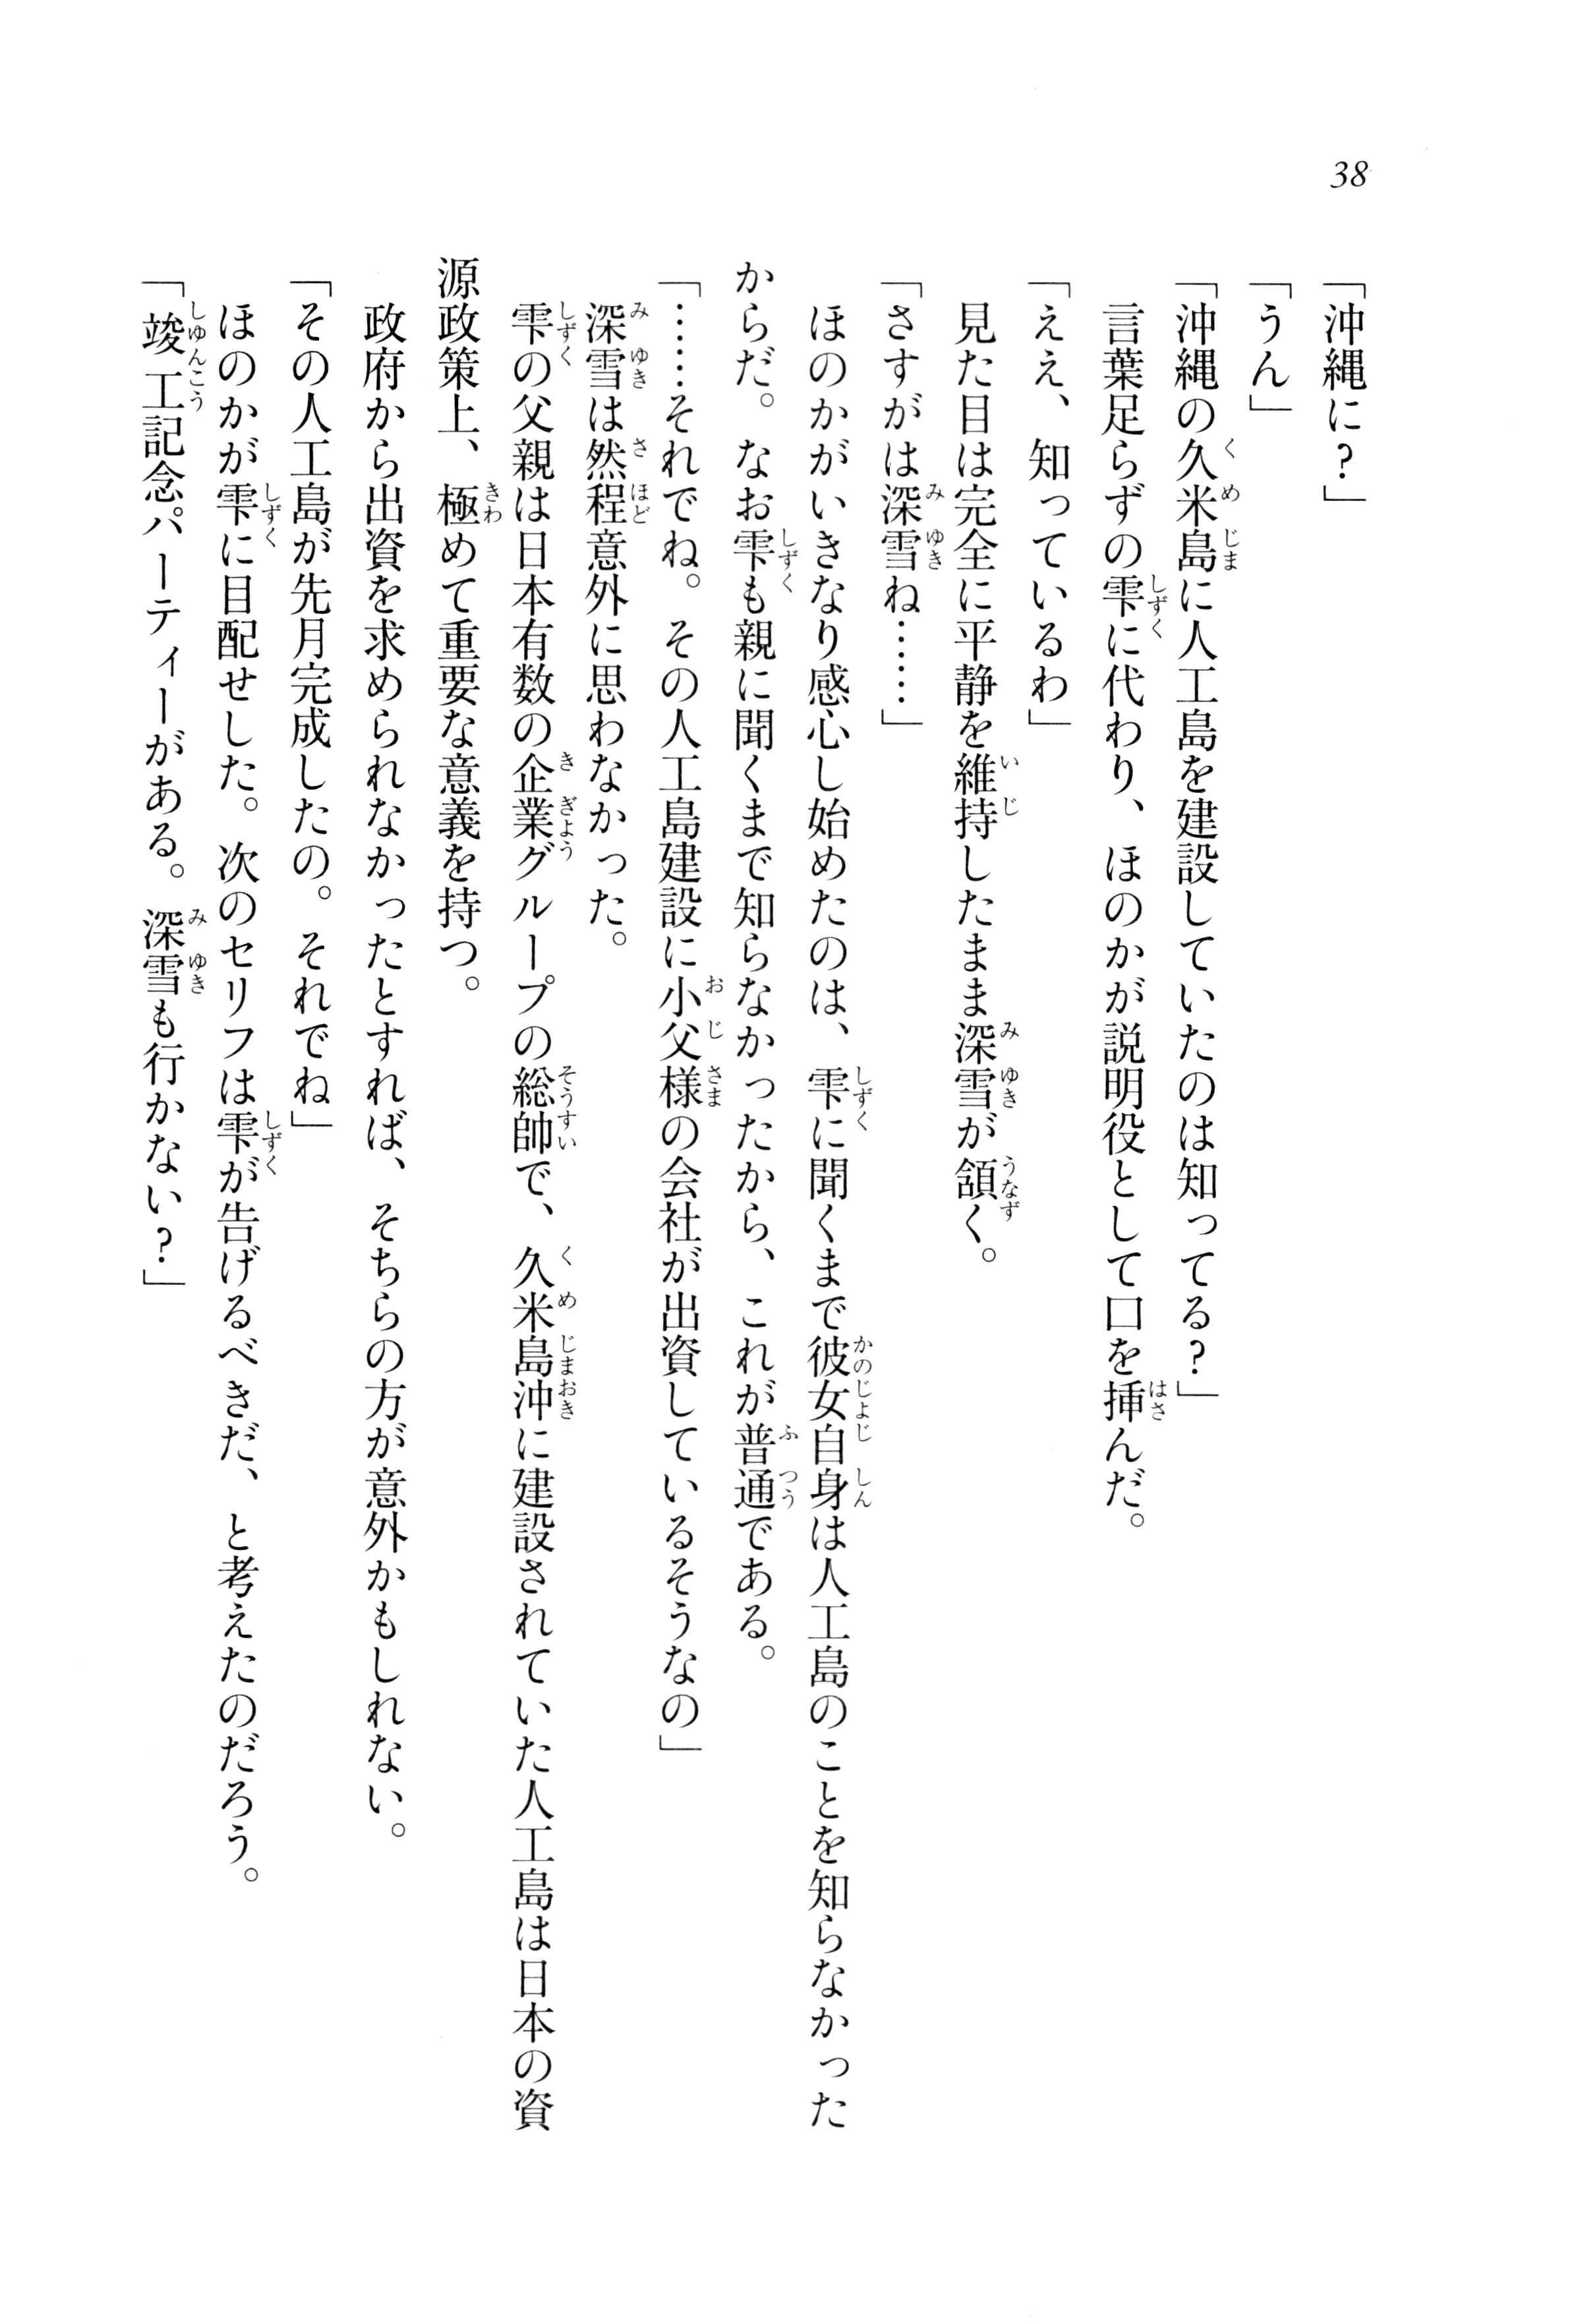 38
「沖縄に？」
「うん」
「沖縄の久米島に人工島を建設していたのは知ってる？」
言葉足らずの雫に代わり、ほのかが説明役として口を挿んだ。
「ええ、知っているわ」
見た目は完全に平静を維持したまま深雪が頷く。
「さすがは深雪ね……」
ほのかがいきなり感心し始めたのは、雫に聞くまで彼女自身は人工島のことを知らなかった
からだ。なお雫も親に聞くまで知らなかったから、これが普通である。
「……それでね。その人工島建設に小父様の会社が出資しているそうなの」
深雪は然程意外に思わなかった。
雫の父親は日本有数の企業グループの総帥で、久米島沖に建設されていた人工島は日本の資
源政策上、極めて重要な意義を持つ。
政府から出資を求められなかったとすれば、そちらの方が意外かもしれない。
「その人工島が先月完成したの。それでね」
ほのかが雫に目配せした。次のセリフは雫が告げるべきだ、と考えたのだろう。
「竣工記念パーティーがある。深雪も行かない？」